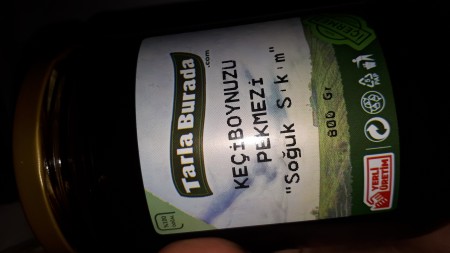 Tarla Burada
.com
KEÇİBOYNUZU
PEKMEZİ
"Soğuk Sıkım"
800 Gr
YERLİ
ÜRETİM